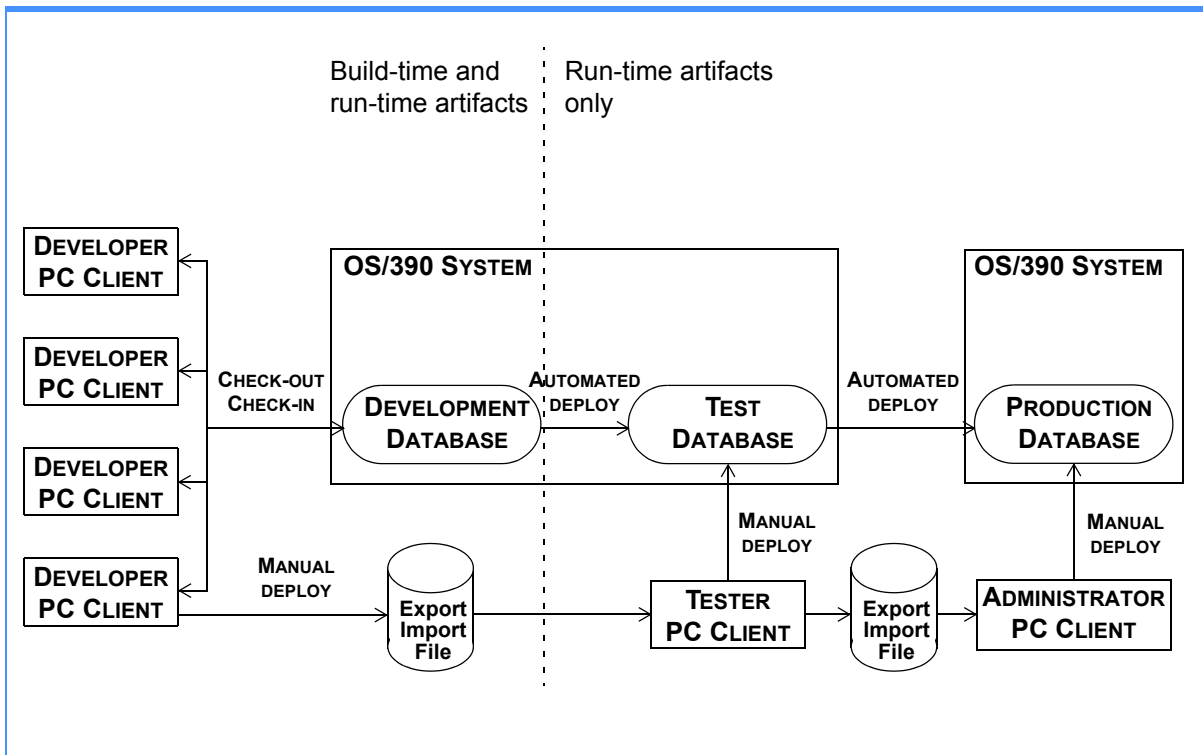 Build-time and
run-time artifacts
Run-time artifacts
only
DEVELOPER
PC CLIENT
DEVELOPER
PC CLIENT
DEVELOPER
PC CLIENT
DEVELOPER
PC CLIENT
CHECK-OUT
CHECK-IN
OS/390 SYSTEM
DEVELOPMENT
DATABASE
AUTOMATED
DEPLOY
TEST
DATABASE
AUTOMATED
DEPLOY
OS/390 SYSTEM
PRODUCTION
DATABASE
MANUAL
DEPLOY
MANUAL
DEPLOY
MANUAL
DEPLOY
Export
Import
File
TESTER
PC CLIENT
Export
Import
File
ADMINISTRATOR
PC CLIENT